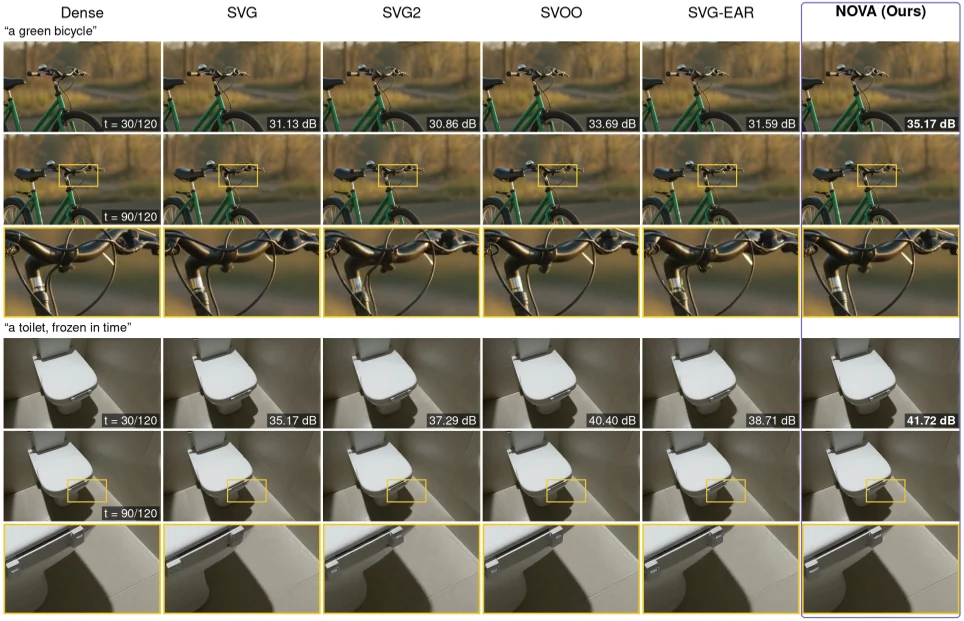 Dense SVG SVG2 SVOO SVG-EAR NOVA (Ours)
“a green bicycle”
t = 30/120 31.13 dB 30.86 dB 33.69 dB 31.59 dB 35.17 dB
t = 90/120
“a toilet, frozen in time”
t = 30/120 35.17 dB 37.29 dB 40.40 dB 38.71 dB 41.72 dB
t = 90/120